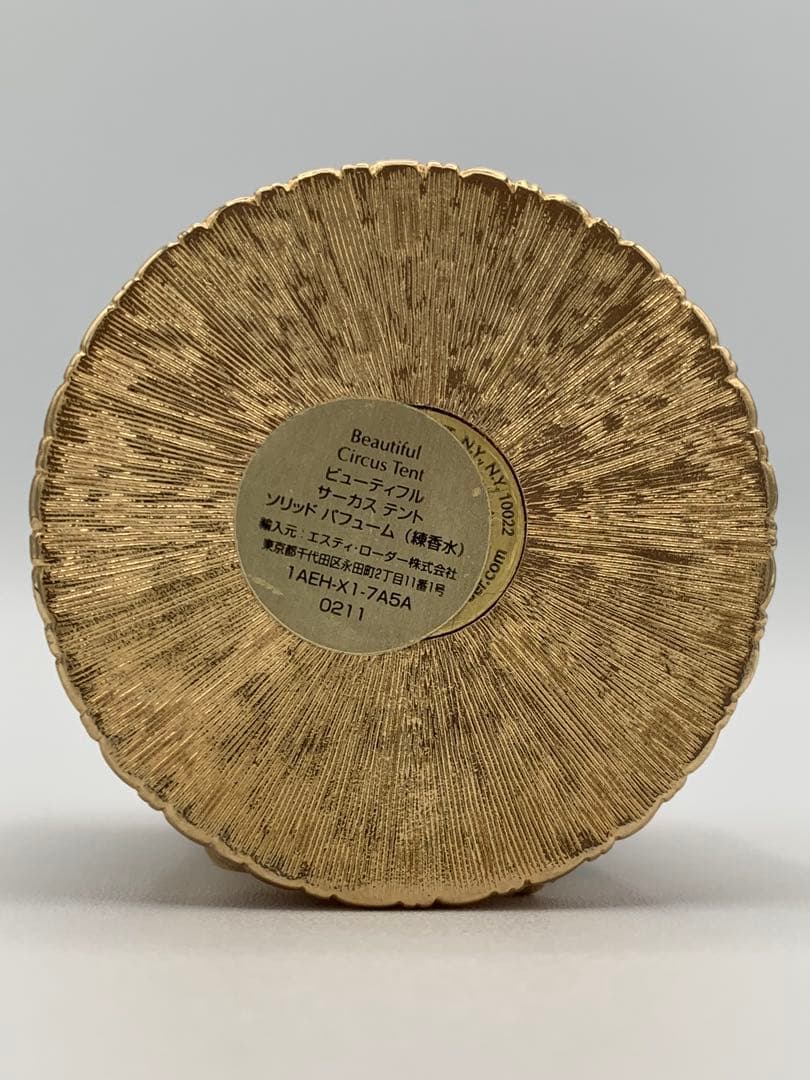 Beautiful
Circus Tent
ビューティフル
サーカス テント
ソリッド パフューム（練香水）
輸入元：エスティ・ローダー株式会社
東京都千代田区永田町2丁目11番1号
1AEH-X1-7A5A
0211
N.Y., N.Y. 10022
er.com